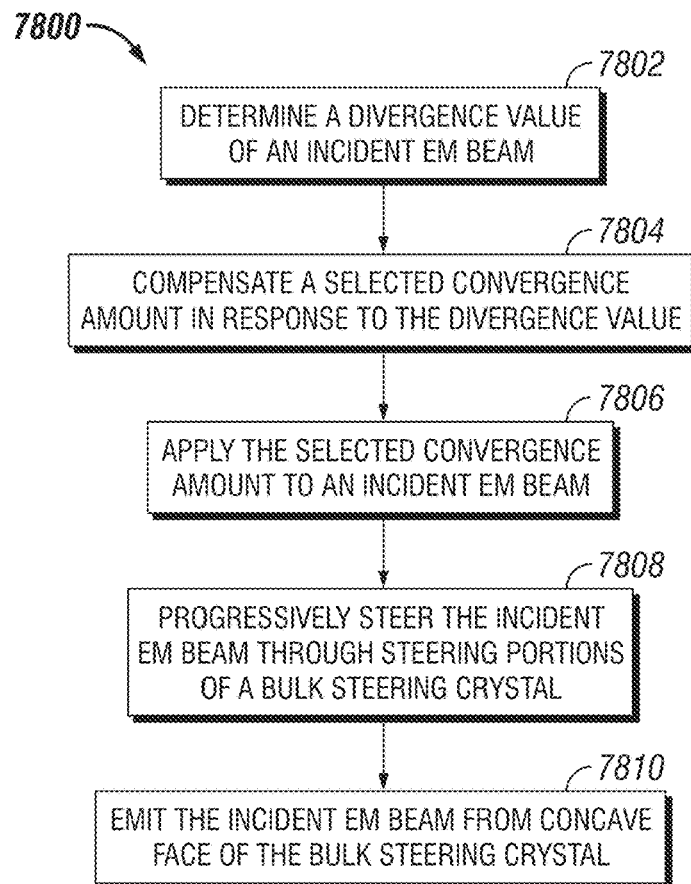 7800
7802
DETERMINE A DIVERGENCE VALUE
OF AN INCIDENT EM BEAM
7804
COMPENSATE A SELECTED CONVERGENCE
AMOUNT IN RESPONSE TO THE DIVERGENCE VALUE
7806
APPLY THE SELECTED CONVERGENCE
AMOUNT TO AN INCIDENT EM BEAM
7808
PROGRESSIVELY STEER THE INCIDENT
EM BEAM THROUGH STEERING PORTIONS
OF A BULK STEERING CRYSTAL
7810
EMIT THE INCIDENT EM BEAM FROM CONCAVE
FACE OF THE BULK STEERING CRYSTAL